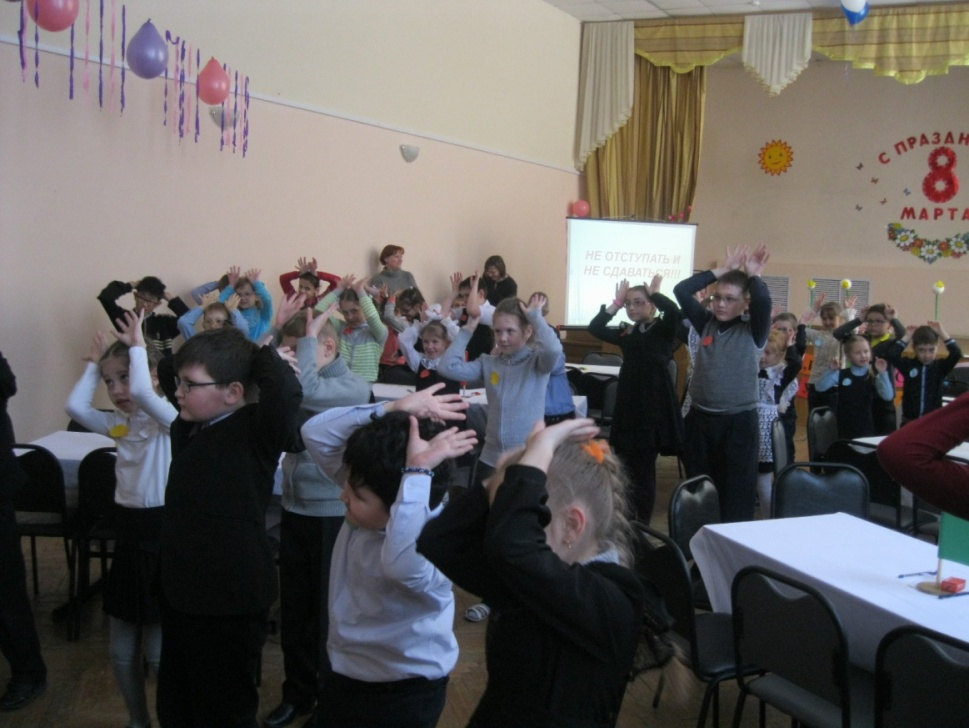 НЕ ОТСТУПАТЬ И
НЕ СДАВАТЬСЯ!!!
С ПРАЗДН
8
МАРТА